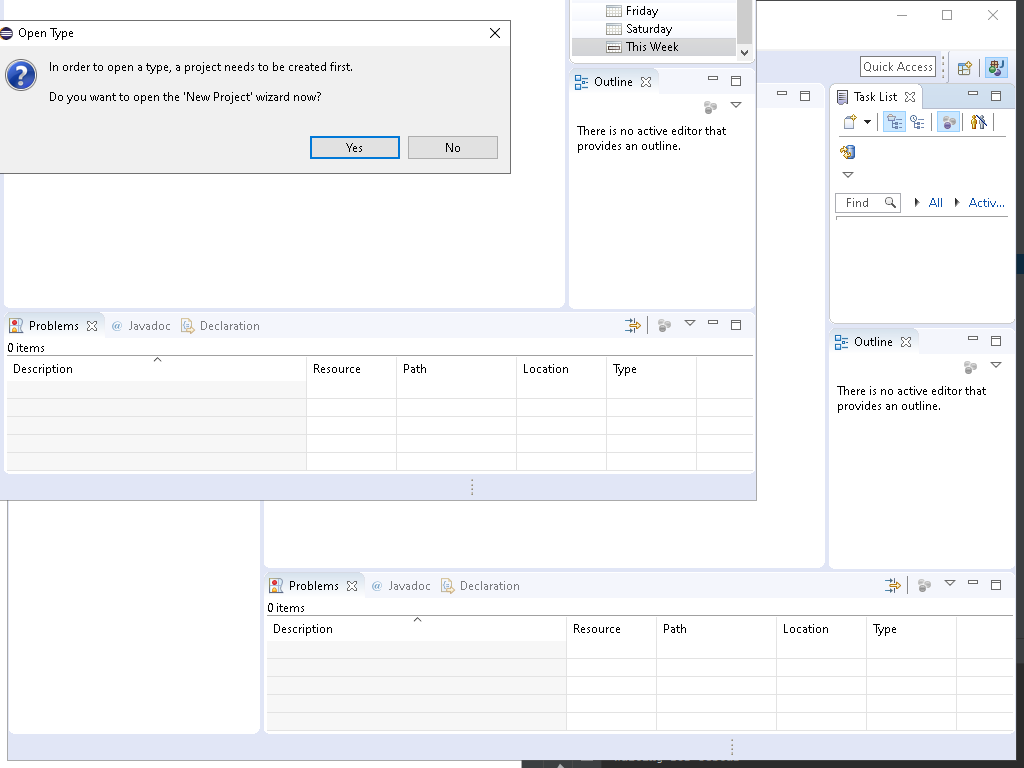 Open Type
In order to open a type, a project needs to be created first.
Do you want to open the 'New Project' wizard now?
Yes
No
Friday
Saturday
This Week
Outline
There is no active editor that
provides an outline.
Quick Access
Task List
Find
All
Activ...
Problems
@ Javadoc
Declaration
0 items
Description
Resource
Path
Location
Type
Outline
There is no active editor that
provides an outline.
Problems
@ Javadoc
Declaration
0 items
Description
Resource
Path
Location
Type